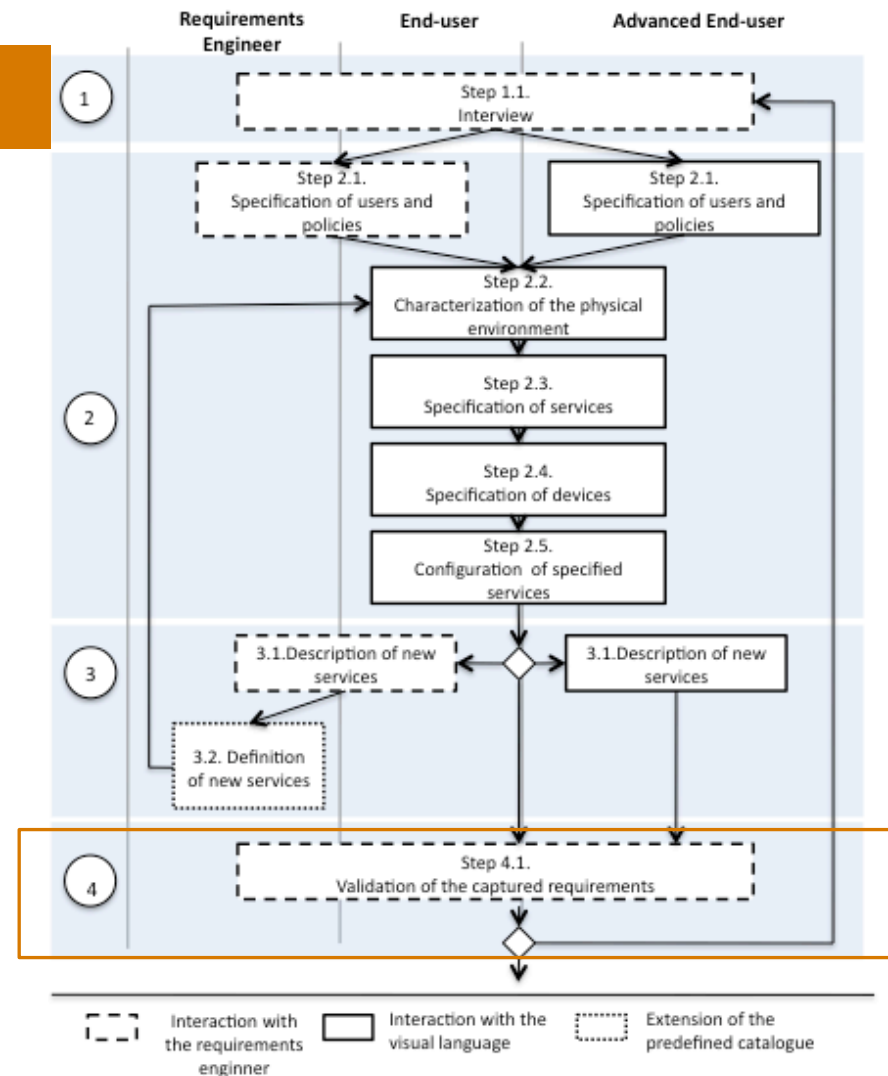 Requirements
Engineer
End-user
Advanced End-user
1
Step 1.1.
Interview
Step 2.1.
Specification of users and
policies
Step 2.1.
Specification of users and
policies
Step 2.2.
Characterization of the physical
environment
2
Step 2.3.
Specification of services
Step 2.4.
Specification of devices
Step 2.5.
Configuration of specified
services
3
3.1.Description of new
services
3.1.Description of new
services
3.2. Definition
of new services
4
Step 4.1.
Validation of the captured requirements
Interaction with
the requirements
enginner
Interaction with the
visual language
Extension of the
predefined catalogue